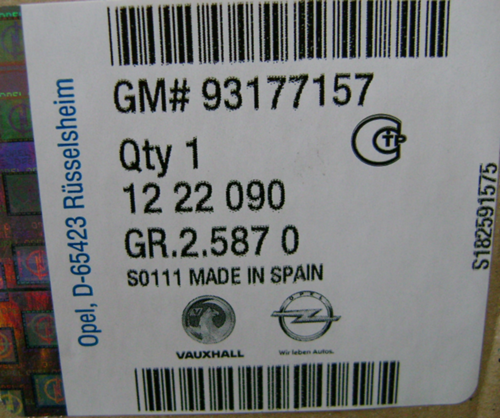 GM# 93177157
Qty 1
12 22 090
GR.2.587 0
S0111 MADE IN SPAIN
VAUXHALL
OPEL
Wir leben Autos.
Opel, D-65423 Rüsselsheim
S182591575